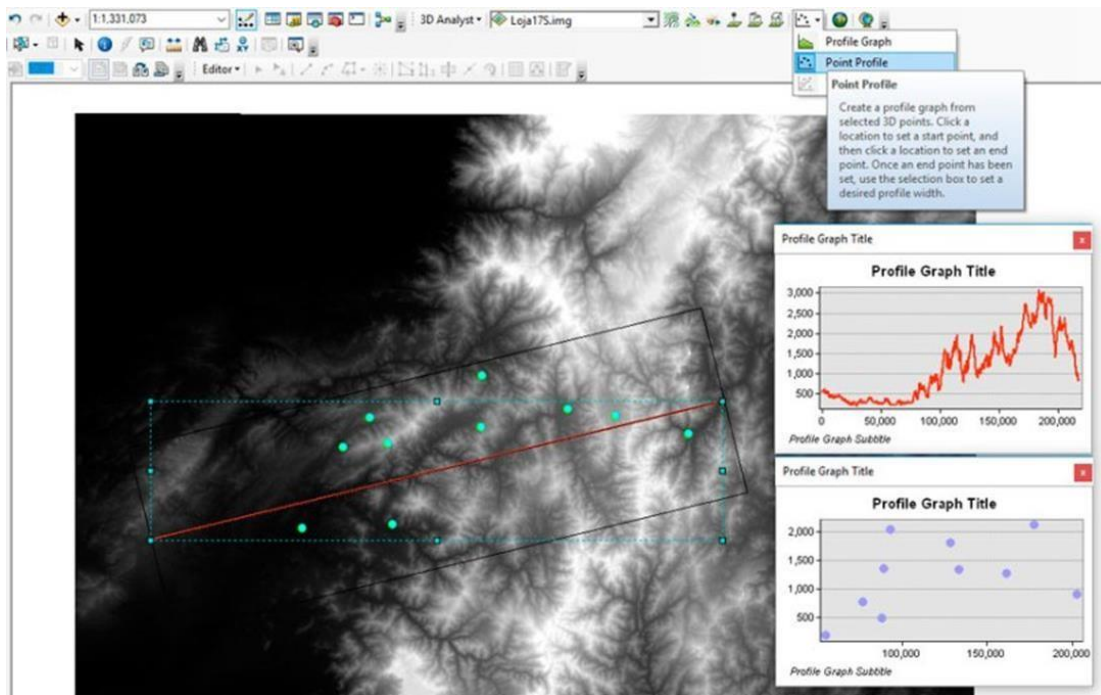 1:1,331,073
3D Analyst
Loja17S.img
Editor
Profile Graph
Point Profile
Point Profile
Create a profile graph from
selected 3D points. Click a
location to set a start point, and
then click a location to set an end
point. Once an end point has been
set, use the selection box to set a
desired profile width.
Profile Graph Title
Profile Graph Title
3,000
2,500
2,000
1,500
1,000
500
0 50,000 100,000 150,000 200,000
Profile Graph Subtitle
Profile Graph Title
Profile Graph Title
2,000
1,500
1,000
500
100,000 150,000 200,000
Profile Graph Subtitle